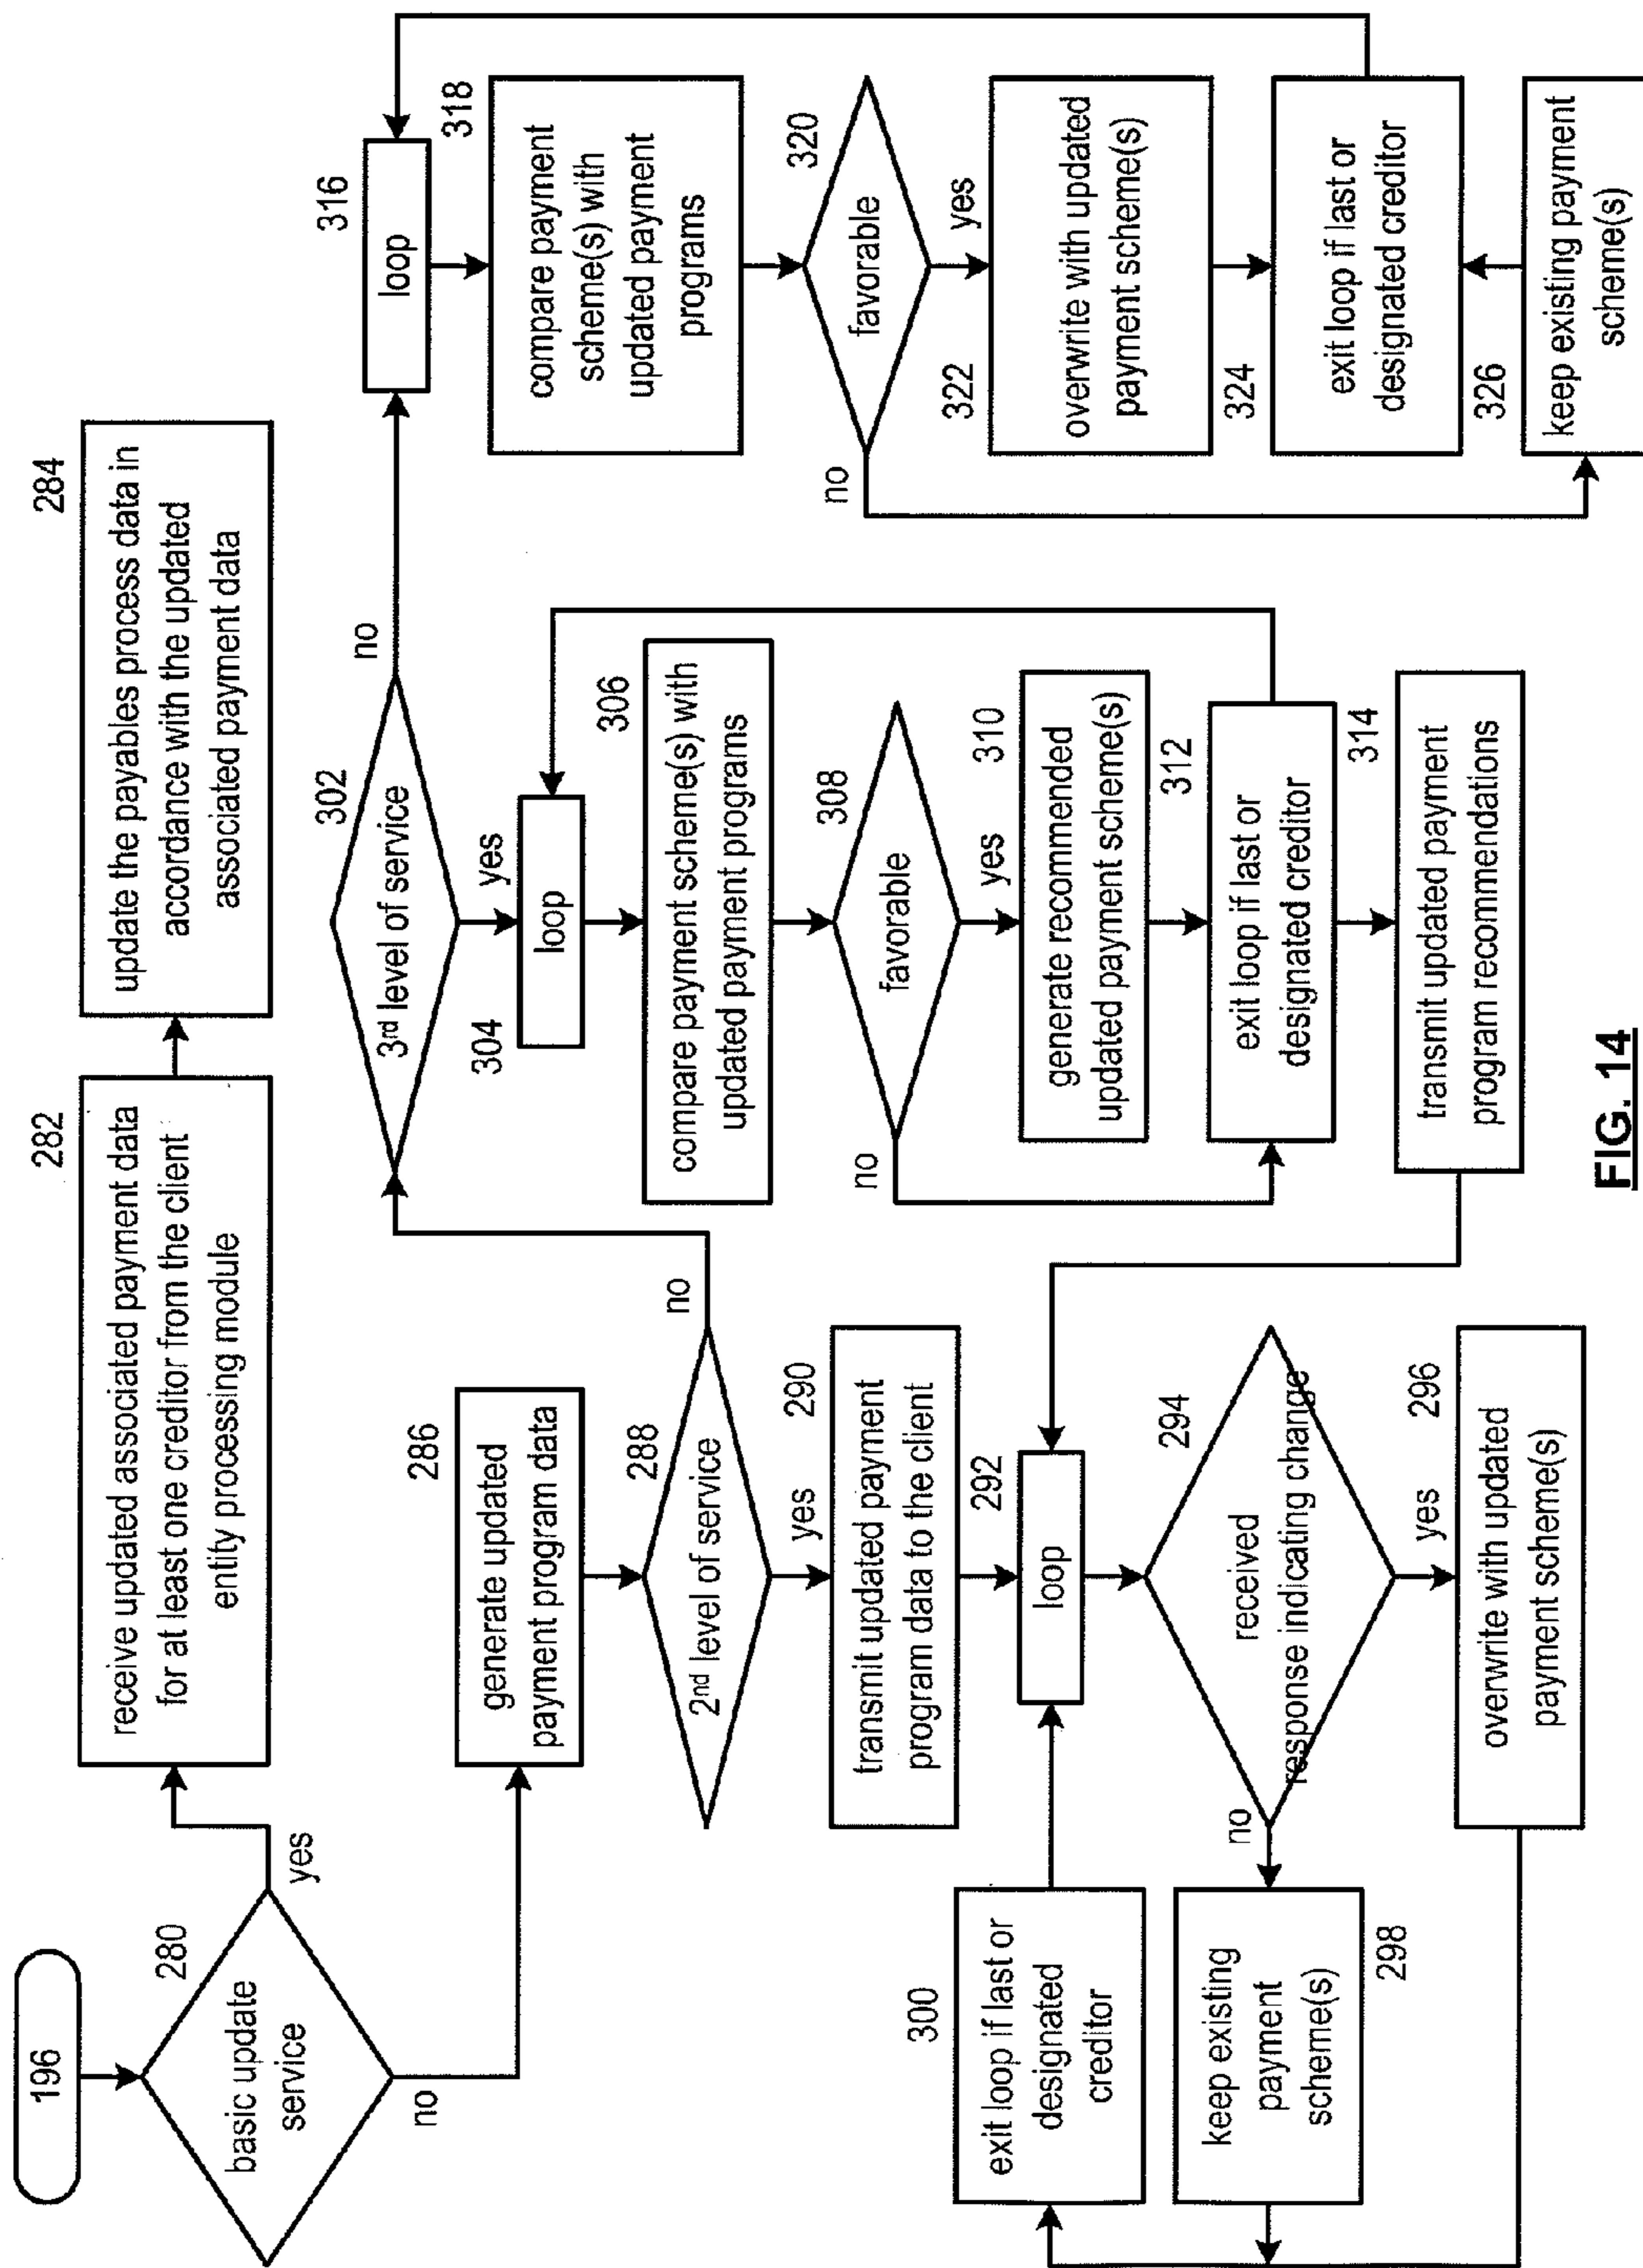 196
280
basic update
service
yes
no
282
receive updated associated payment data
for at least one creditor from the client
entity processing module
284
update the payables process data in
accordance with the updated
associated payment data
286
generate updated
payment program data
288
2nd level of service
no
yes
290
transmit updated payment
program data to the client
292
loop
294
received
response indicating change
no
yes
296
overwrite with updated
payment scheme(s)
keep existing
payment
scheme(s)
298
300
exit loop if last or
designated
creditor
302
3rd level of service
no
yes
304
loop
306
compare payment scheme(s) with
updated payment programs
308
favorable
no
yes
310
generate recommended
updated payment scheme(s)
312
exit loop if last or
designated creditor
314
transmit updated payment
program recommendations
316
loop
318
compare payment
scheme(s) with
updated payment
programs
320
favorable
no
yes
322
overwrite with updated
payment scheme(s)
324
exit loop if last or
designated creditor
326
keep existing payment
scheme(s)
FIG. 14